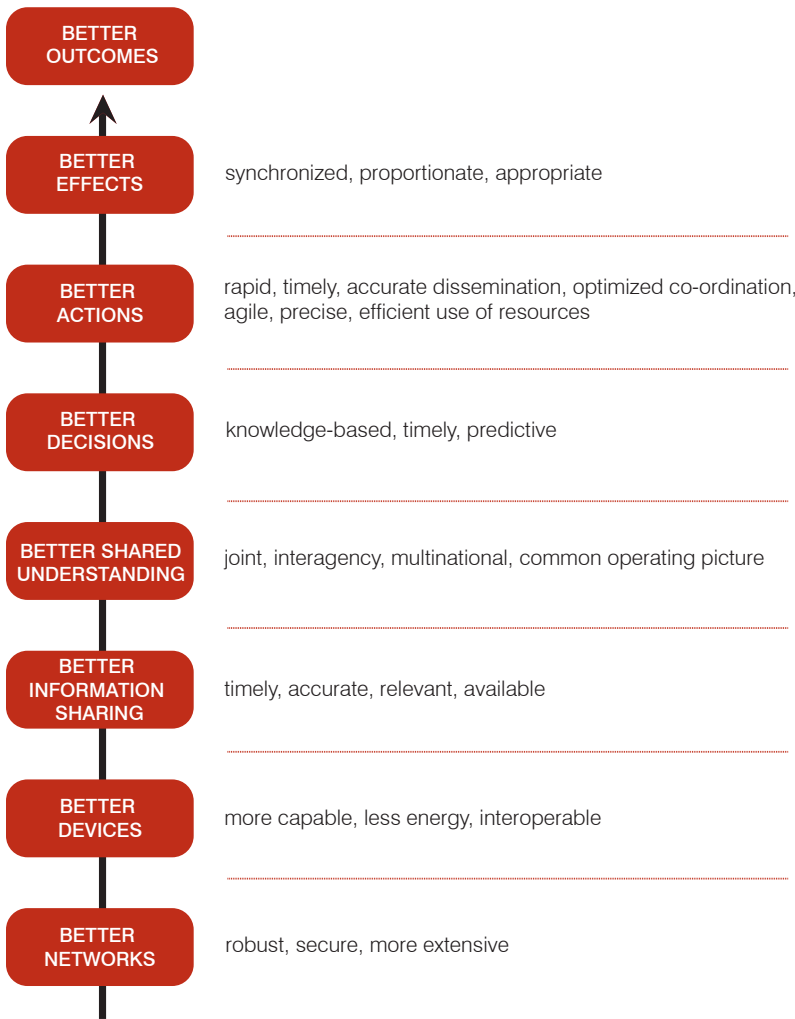 BETTER
OUTCOMES
BETTER
EFFECTS
synchronized, proportionate, appropriate
BETTER
ACTIONS
rapid, timely, accurate dissemination, optimized co-ordination,
agile, precise, efficient use of resources
BETTER
DECISIONS
knowledge-based, timely, predictive
BETTER SHARED
UNDERSTANDING
joint, interagency, multinational, common operating picture
BETTER
INFORMATION
SHARING
timely, accurate, relevant, available
BETTER
DEVICES
more capable, less energy, interoperable
BETTER
NETWORKS
robust, secure, more extensive